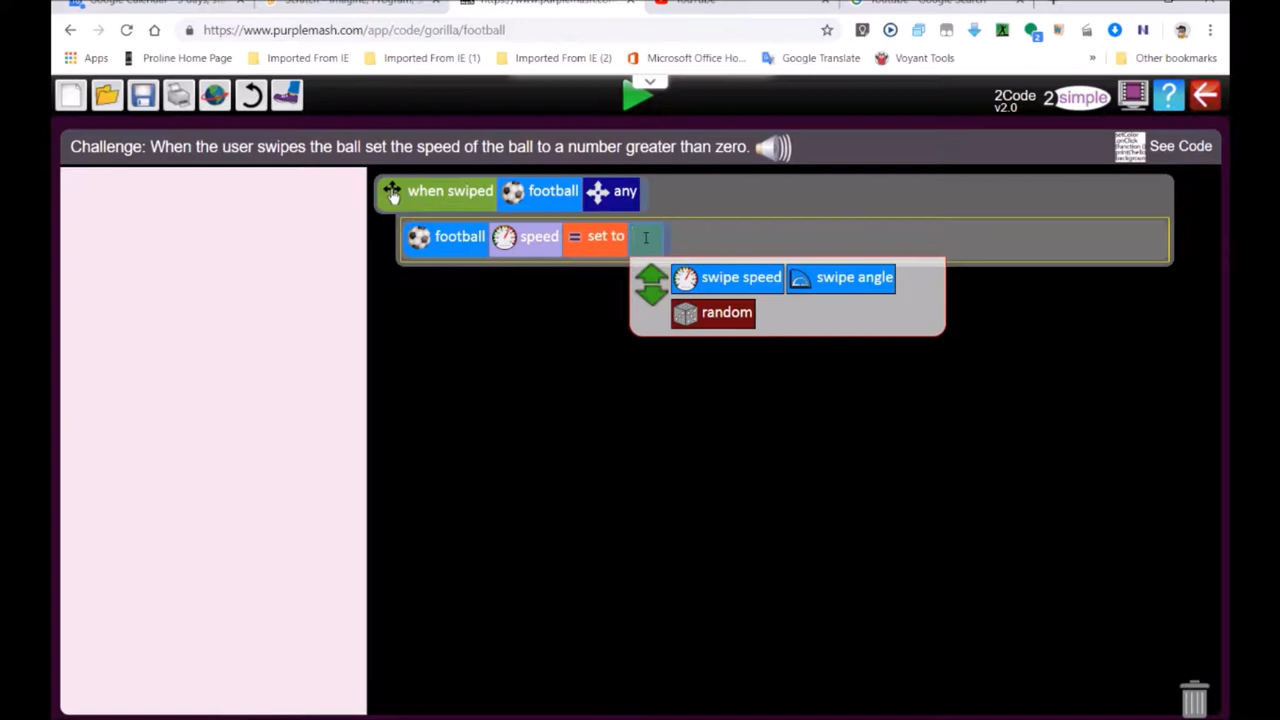 https://www.purplemash.com/app/code/gorilla/football
Apps
Proline Home Page
Imported From IE
Imported From IE (1)
Imported From IE (2)
Microsoft Office Ho...
Google Translate
Voyant Tools
»
Other bookmarks
2Code
v2.0
2simple
?
Challenge: When the user swipes the ball set the speed of the ball to a number greater than zero.
See Code
when swiped football any
football speed = set to
swipe speed swipe angle
random